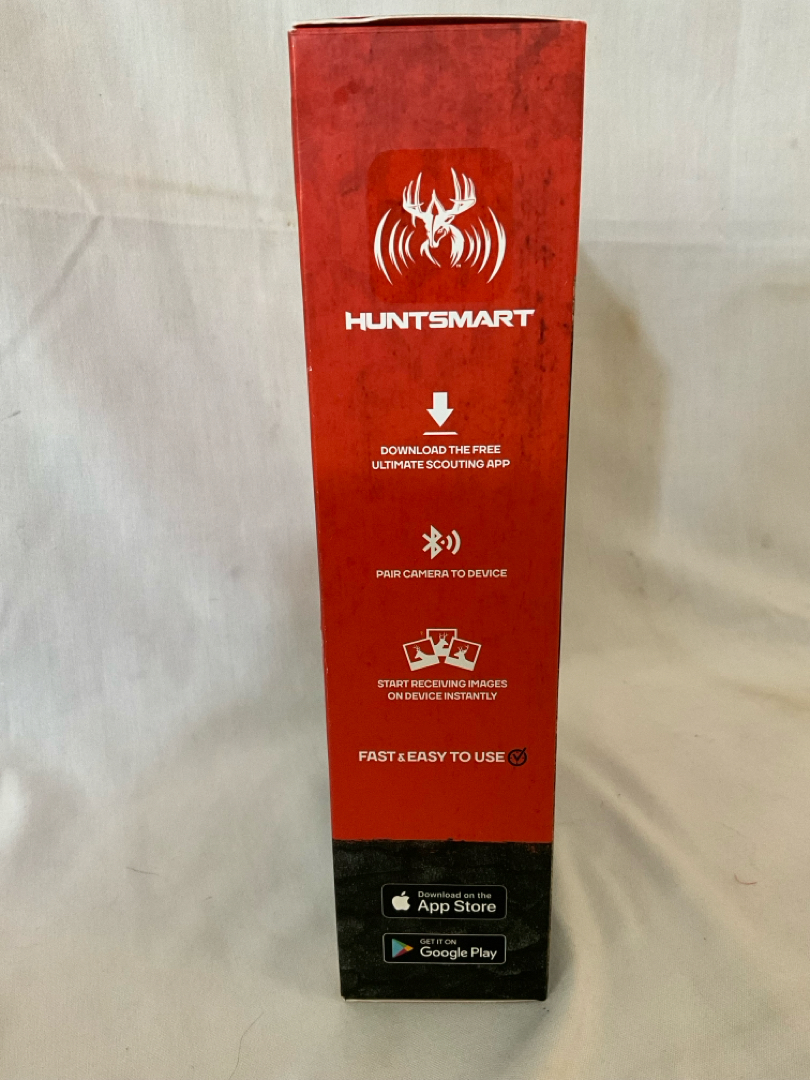 HUNTSMART
DOWNLOAD THE FREE
ULTIMATE SCOUTING APP
PAIR CAMERA TO DEVICE
START RECEIVING IMAGES
ON DEVICE INSTANTLY
FAST & EASY TO USE
Download on the
App Store
GET IT ON
Google Play